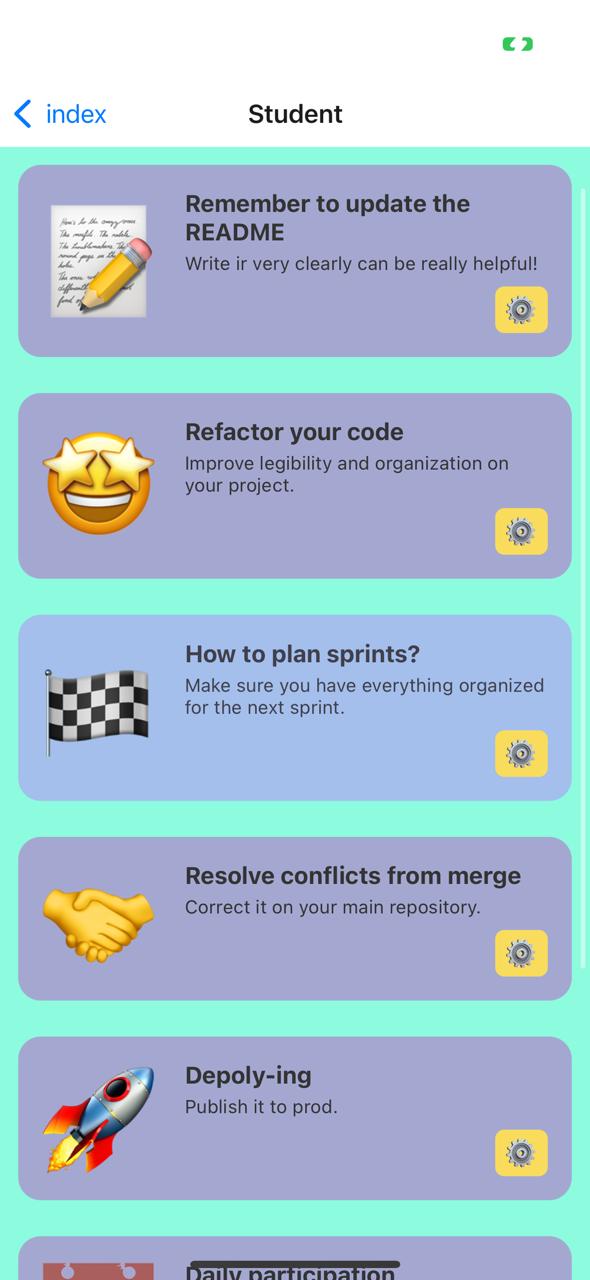 index
Student
Remember to update the
README
Write ir very clearly can be really helpful!
Refactor your code
Improve legibility and organization on
your project.
How to plan sprints?
Make sure you have everything organized
for the next sprint.
Resolve conflicts from merge
Correct it on your main repository.
Depoly-ing
Publish it to prod.
Daily participation